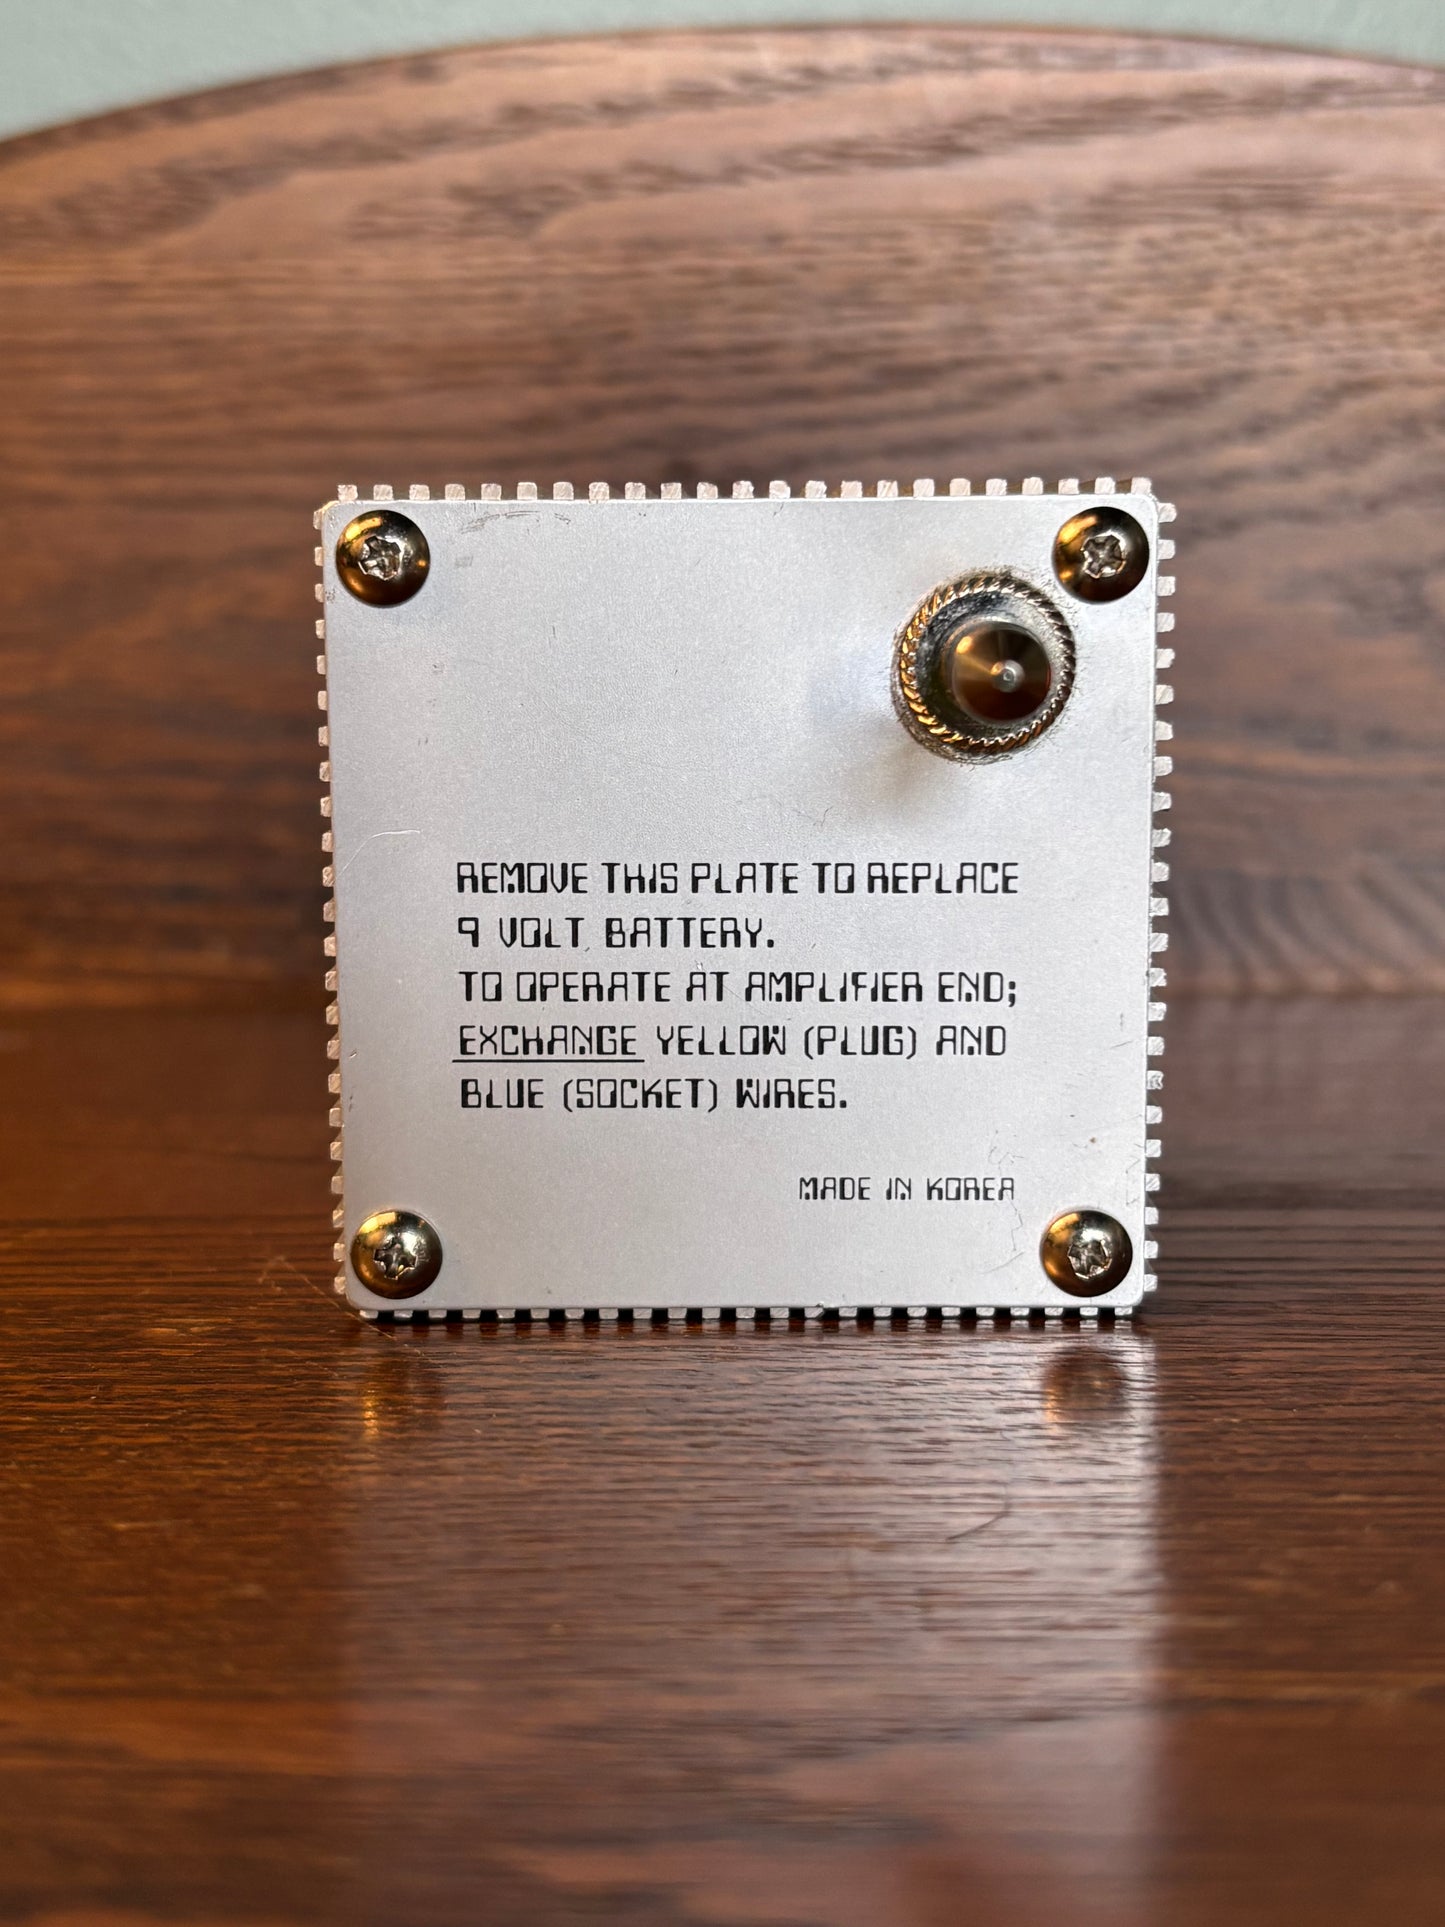 REMOVE THIS PLATE TO REPLACE
9 VOLT BATTERY.
TO OPERATE AT AMPLIFIER END;
EXCHANGE YELLOW (PLUG) AND
BLUE (SOCKET) WIRES.
MADE IN KOREA